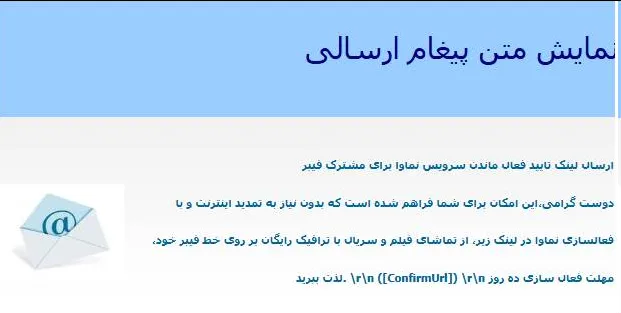 نمایش متن پیغام ارسالی
ارسال لینک تایید فعال ماندن سرویس نماوا برای مشترک فیبر
دوست گرامی،این امکان برای شما فراهم شده است که بدون نیاز به تمدید اینترنت و با
فعالسازی نماوا در لینک زیر، از تماشای فیلم و سریال با ترافیک رایگان بر روی خط فیبر خود،
مهلت فعال سازی ده روز \r\n ([ConfirmUrl]) \r\n .لذت ببرید